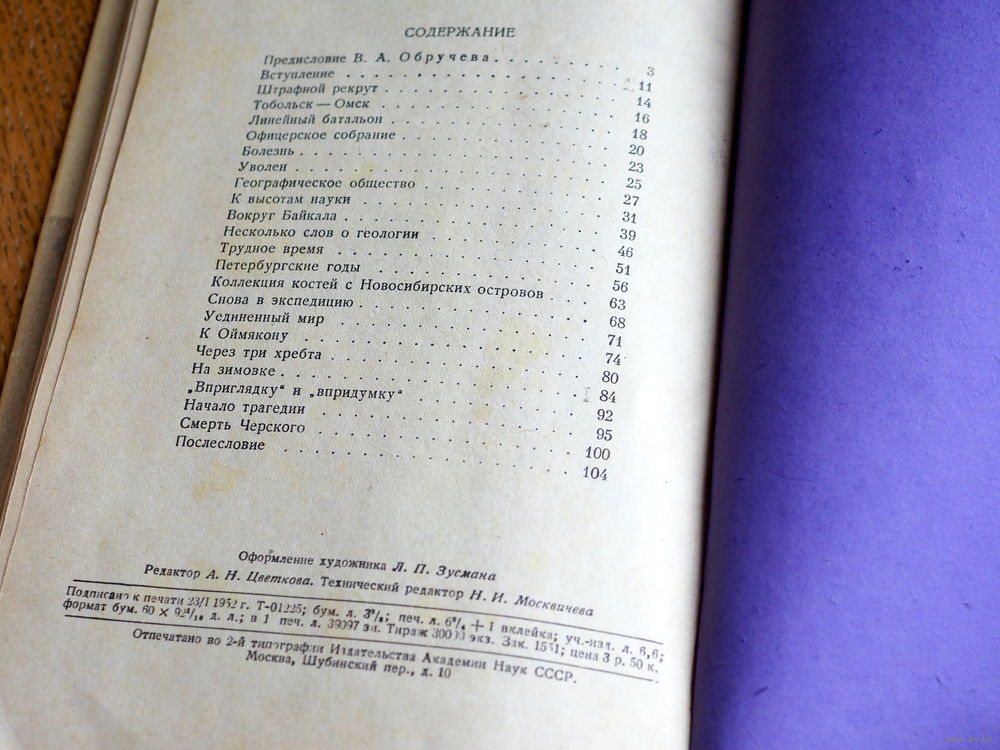 СОДЕРЖАНИЕ
Предисловие В. А. Обручева . . . . . . . . 3
Вступление . . . . . . . . 11
Штрафной рекрут . . . . . . . . 14
Тобольск — Омск . . . . . . . . 16
Линейный батальон . . . . . . . . 18
Офицерское собрание . . . . . . . . 20
Болезнь . . . . . . . . 23
Уволен . . . . . . . . 25
Географическое общество . . . . . . . . 27
К высотам науки . . . . . . . . 31
Вокруг Байкала . . . . . . . . 39
Несколько слов о геологии . . . . . . . . 46
Трудное время . . . . . . . . 51
Петербургские годы . . . . . . . . 56
Коллекция костей с Новосибирских островов . . . 63
Снова в экспедицию . . . . . . . . 68
Уединенный мир . . . . . . . . 71
К Оймякону . . . . . . . . 74
Через три хребта . . . . . . . . 80
На зимовке . . . . . . . . 84
„Вприглядку“ и „впридумку“ . . . . . . . . 92
Начало трагедии . . . . . . . . 95
Смерть Черского . . . . . . . . 100
Послесловие . . . . . . . . 104
Оформление художника Л. П. Зусмана
Редактор А. Н. Цветкова. Технический редактор Н. И. Москвичева
Подписано к печати 23/I 1952 г. Т-01225; бум. л. 3³/₈; печ. л. 6³/₄ + 1 вклейка; уч.-изд. л. 6,6;
формат бум. 60 × 92¹/₁₆ д. л.; в 1 печ. л. 39097 зн. Тираж экз. Зак. цена 3 р. 50 к.
Отпечатано во 2-й типографии Издательства Академии Наук СССР.
Москва, Шубинский пер., д. 10